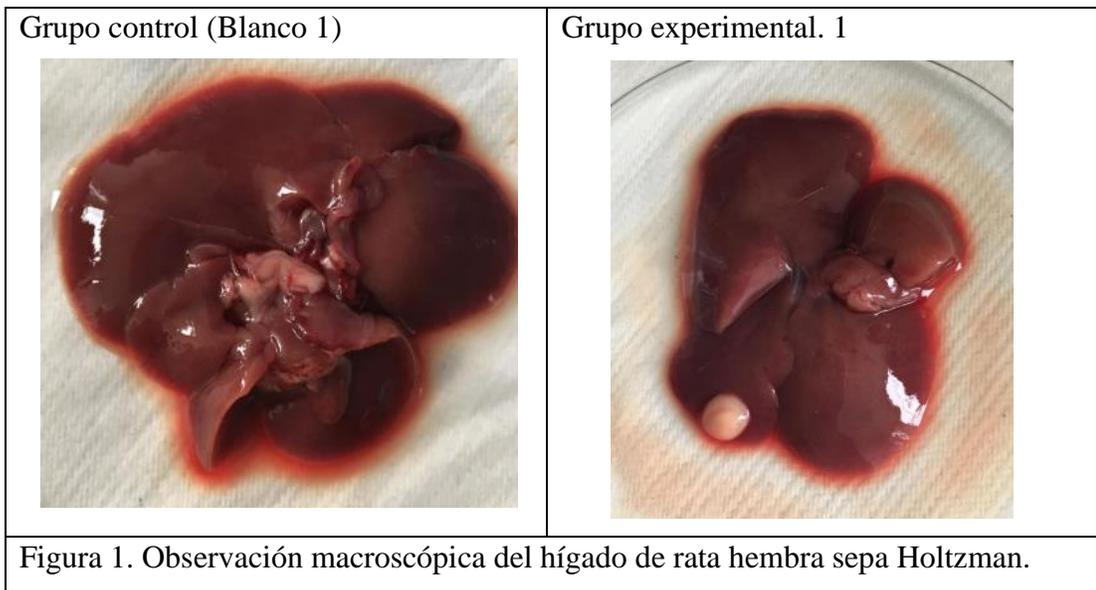 Grupo control (Blanco 1)
Grupo experimental. 1
Figura 1. Observación macroscópica del hígado de rata hembra sepa Holtzman.